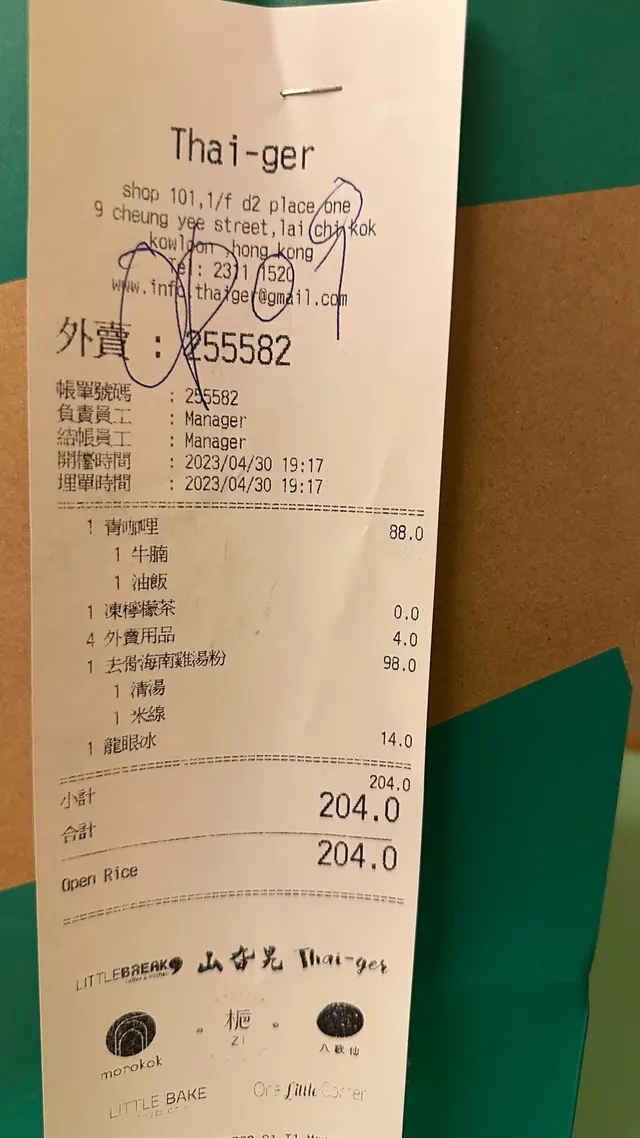 Thai-ger
shop 101,1/f d2 place one
9 cheung yee street,lai chi kok
kowloon ,hong kong
Tel: 2311 1520
www.info.thaiger@gmail.com
外賣 : 255582
帳單號碼 : 255582
負責員工 : Manager
結帳員工 : Manager
開檯時間 : 2023/04/30 19:17
埋單時間 : 2023/04/30 19:17
1 青咖哩 88.0
1 牛腩
1 油飯
1 凍檸檬茶 0.0
4 外賣用品 4.0
1 去骨海南雞湯粉 98.0
1 清湯
1 米線
1 龍眼冰 14.0
小計 204.0
合計 204.0
Open Rice 204.0
LITTLEBREAK Thai-ger
morokok 梔 ZI 八歡仙
LITTLE BAKE One Little Corner